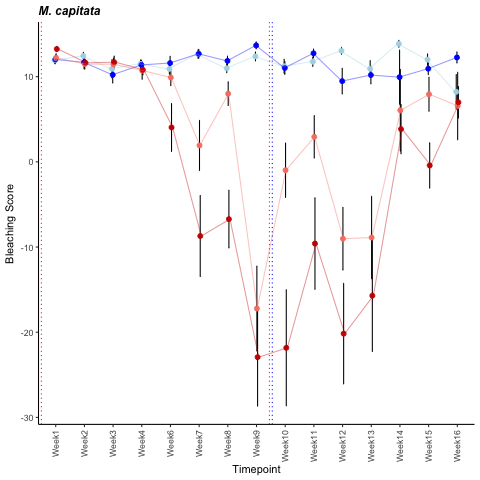 M. capitata
Bleaching Score
10
0
-10
-20
-30
Week1
Week2
Week3
Week4
Week6
Week7
Week8
Week9
Week10
Week11
Week12
Week13
Week14
Week15
Week16
Timepoint